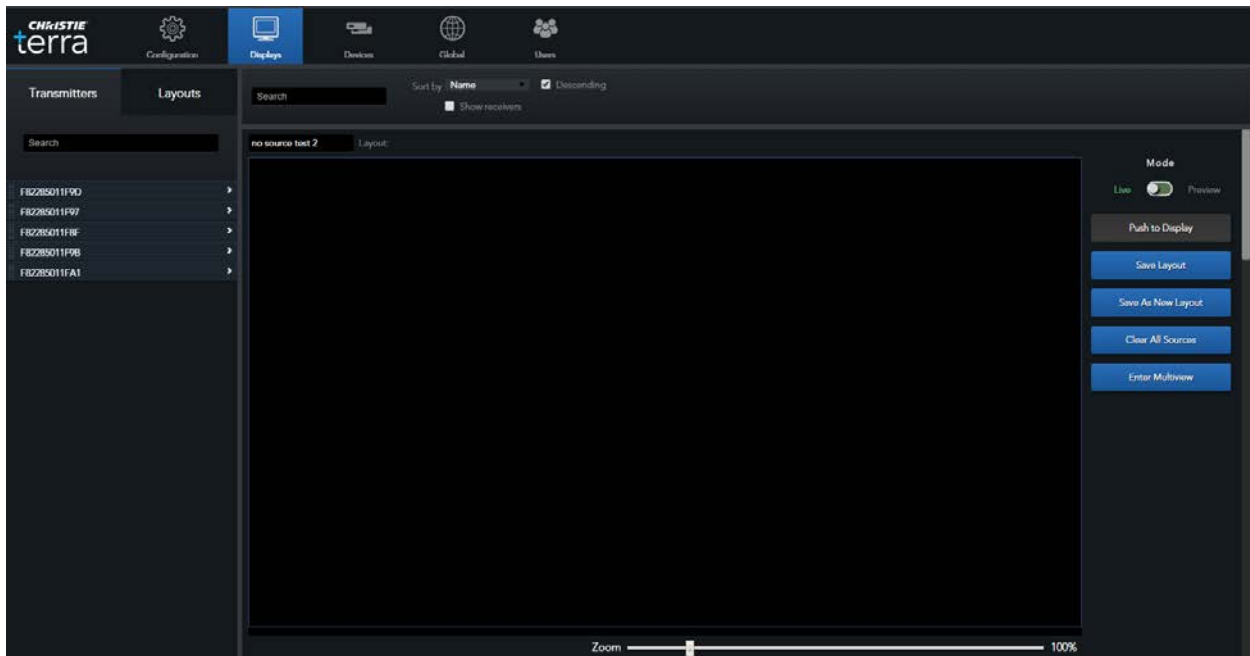 CHRISTIE
terra
Configuration
Displays
Devices
Global
Users
Transmitters
Layouts
Search
F82285011F9D
F82285011F97
F82285011F8F
F82285011F9B
F82285011FA1
Search
Sort by Name
Descending
Show receivers
no source test 2 Layout:
Mode
Live Preview
Push to Display
Save Layout
Save As New Layout
Clear All Sources
Enter Multiview
Zoom 100%